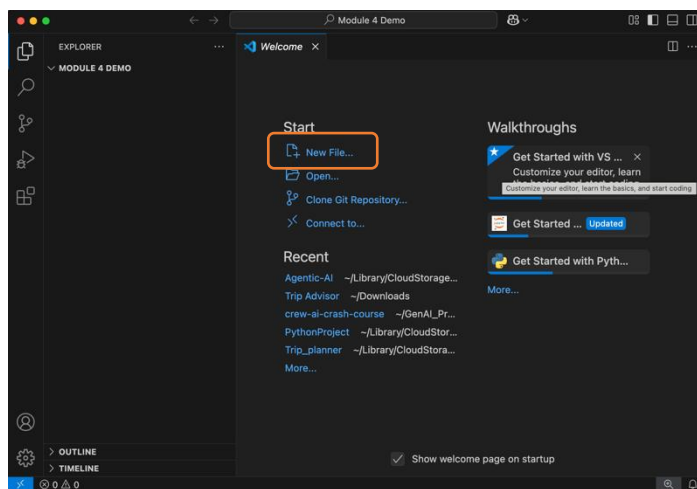 Module 4 Demo
EXPLORER
Welcome
MODULE 4 DEMO
Start
New File...
Open...
Clone Git Repository...
Connect to...
Recent
Agentic-AI ~/Library/CloudStorage...
Trip Advisor ~/Downloads
crew-ai-crash-course ~/GenAI_Pr...
PythonProject ~/Library/CloudStor...
Trip_planner ~/Library/CloudStora...
More...
Walkthroughs
Get Started with VS ...
Customize your editor, learn
Customize your editor, learn the basics, and start coding
Get Started ... Updated
Get Started with Pyth...
More...
Show welcome page on startup
OUTLINE
TIMELINE
0 0